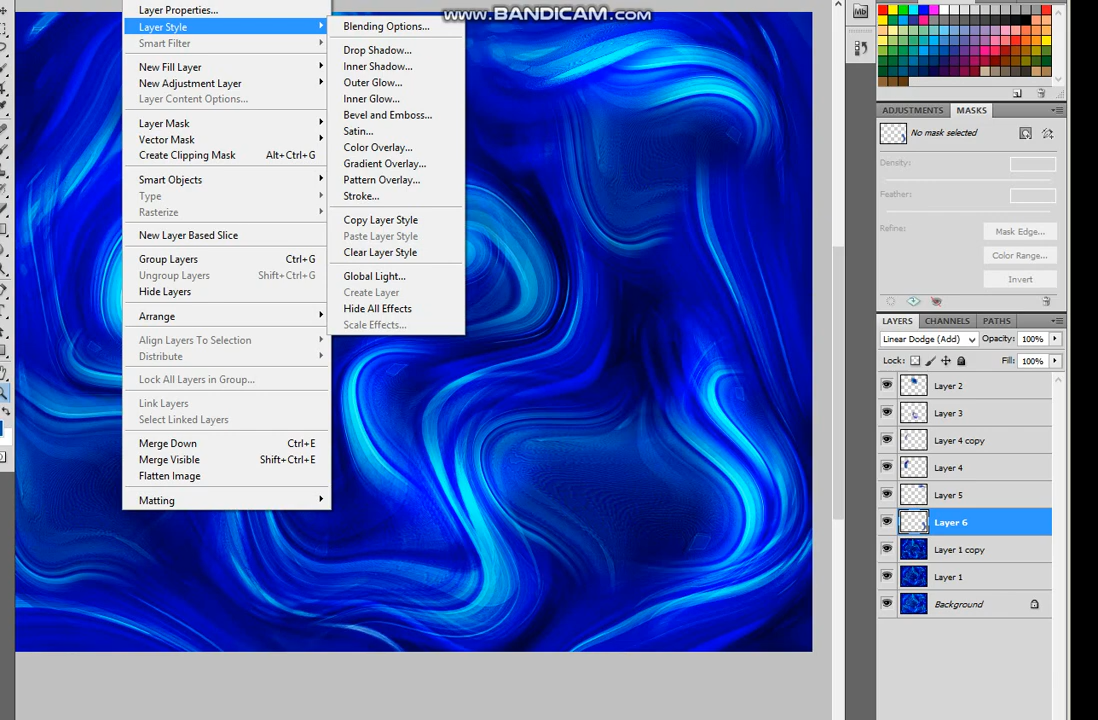 www.BANDICAM.com
Layer Properties...
Layer Style
Smart Filter
New Fill Layer
New Adjustment Layer
Layer Content Options...
Layer Mask
Vector Mask
Create Clipping Mask Alt+Ctrl+G
Smart Objects
Type
Rasterize
New Layer Based Slice
Group Layers Ctrl+G
Ungroup Layers Shift+Ctrl+G
Hide Layers
Arrange
Align Layers To Selection
Distribute
Lock All Layers in Group...
Link Layers
Select Linked Layers
Merge Down Ctrl+E
Merge Visible Shift+Ctrl+E
Flatten Image
Matting
Blending Options...
Drop Shadow...
Inner Shadow...
Outer Glow...
Inner Glow...
Bevel and Emboss...
Satin...
Color Overlay...
Gradient Overlay...
Pattern Overlay...
Stroke...
Copy Layer Style
Paste Layer Style
Clear Layer Style
Global Light...
Create Layer
Hide All Effects
Scale Effects...
Mb
ADJUSTMENTS MASKS
No mask selected
Density:
Feather:
Refine: Mask Edge...
Color Range...
Invert
LAYERS CHANNELS PATHS
Linear Dodge (Add) Opacity: 100%
Lock: Fill: 100%
Layer 2
Layer 3
Layer 4 copy
Layer 4
Layer 5
Layer 6
Layer 1 copy
Layer 1
Background